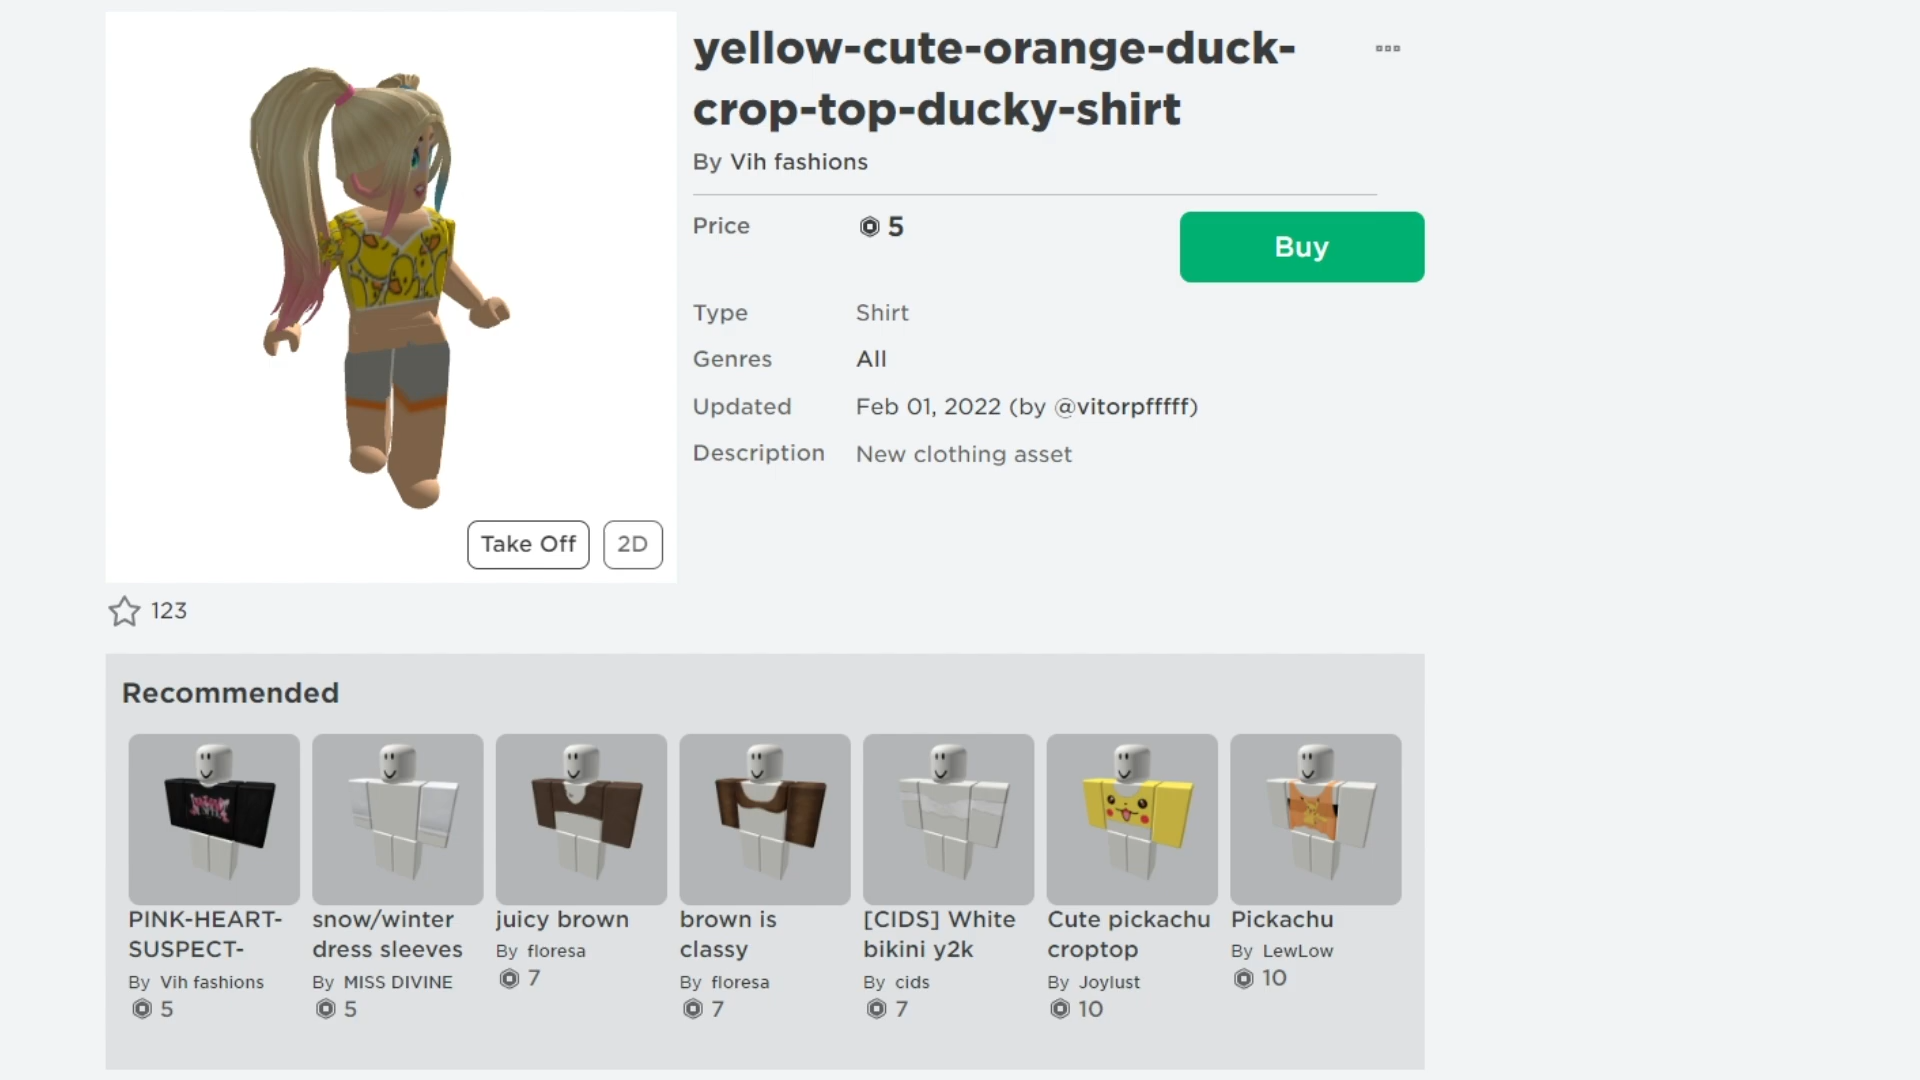 yellow-cute-orange-duck-
crop-top-ducky-shirt
By Vih fashions
Price 5
Buy
Type Shirt
Genres All
Updated Feb 01, 2022 (by @vitorpfffff)
Description New clothing asset
Take Off 2D
123
Recommended
PINK-HEART-
SUSPECT-
By Vih fashions
5
snow/winter
dress sleeves
By MISS DIVINE
5
juicy brown
By floresa
7
brown is
classy
By floresa
7
[CIDS] White
bikini y2k
By cids
7
Cute pickachu
croptop
By Joylust
10
Pickachu
By LewLow
10